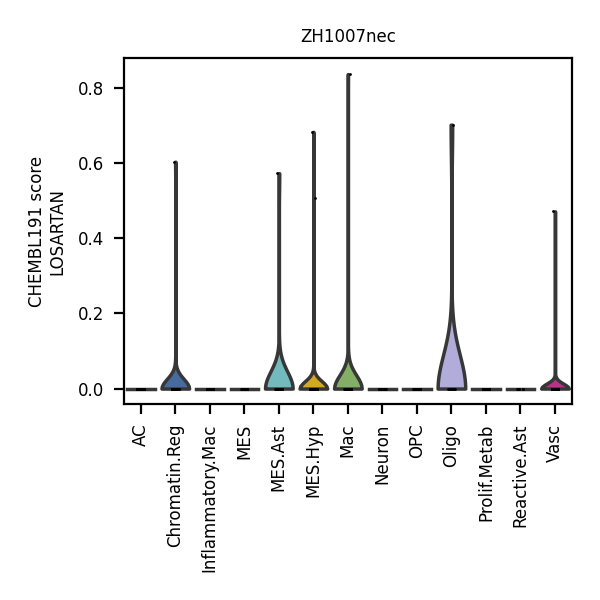 ZH1007nec
CHEMBL191 score
LOSARTAN
0.8
0.6
0.4
0.2
0.0
AC
Chromatin.Reg
Inflammatory.Mac
MES
MES.Ast
MES.Hyp
Mac
Neuron
OPC
Oligo
Prolif.Metab
Reactive.Ast
Vasc